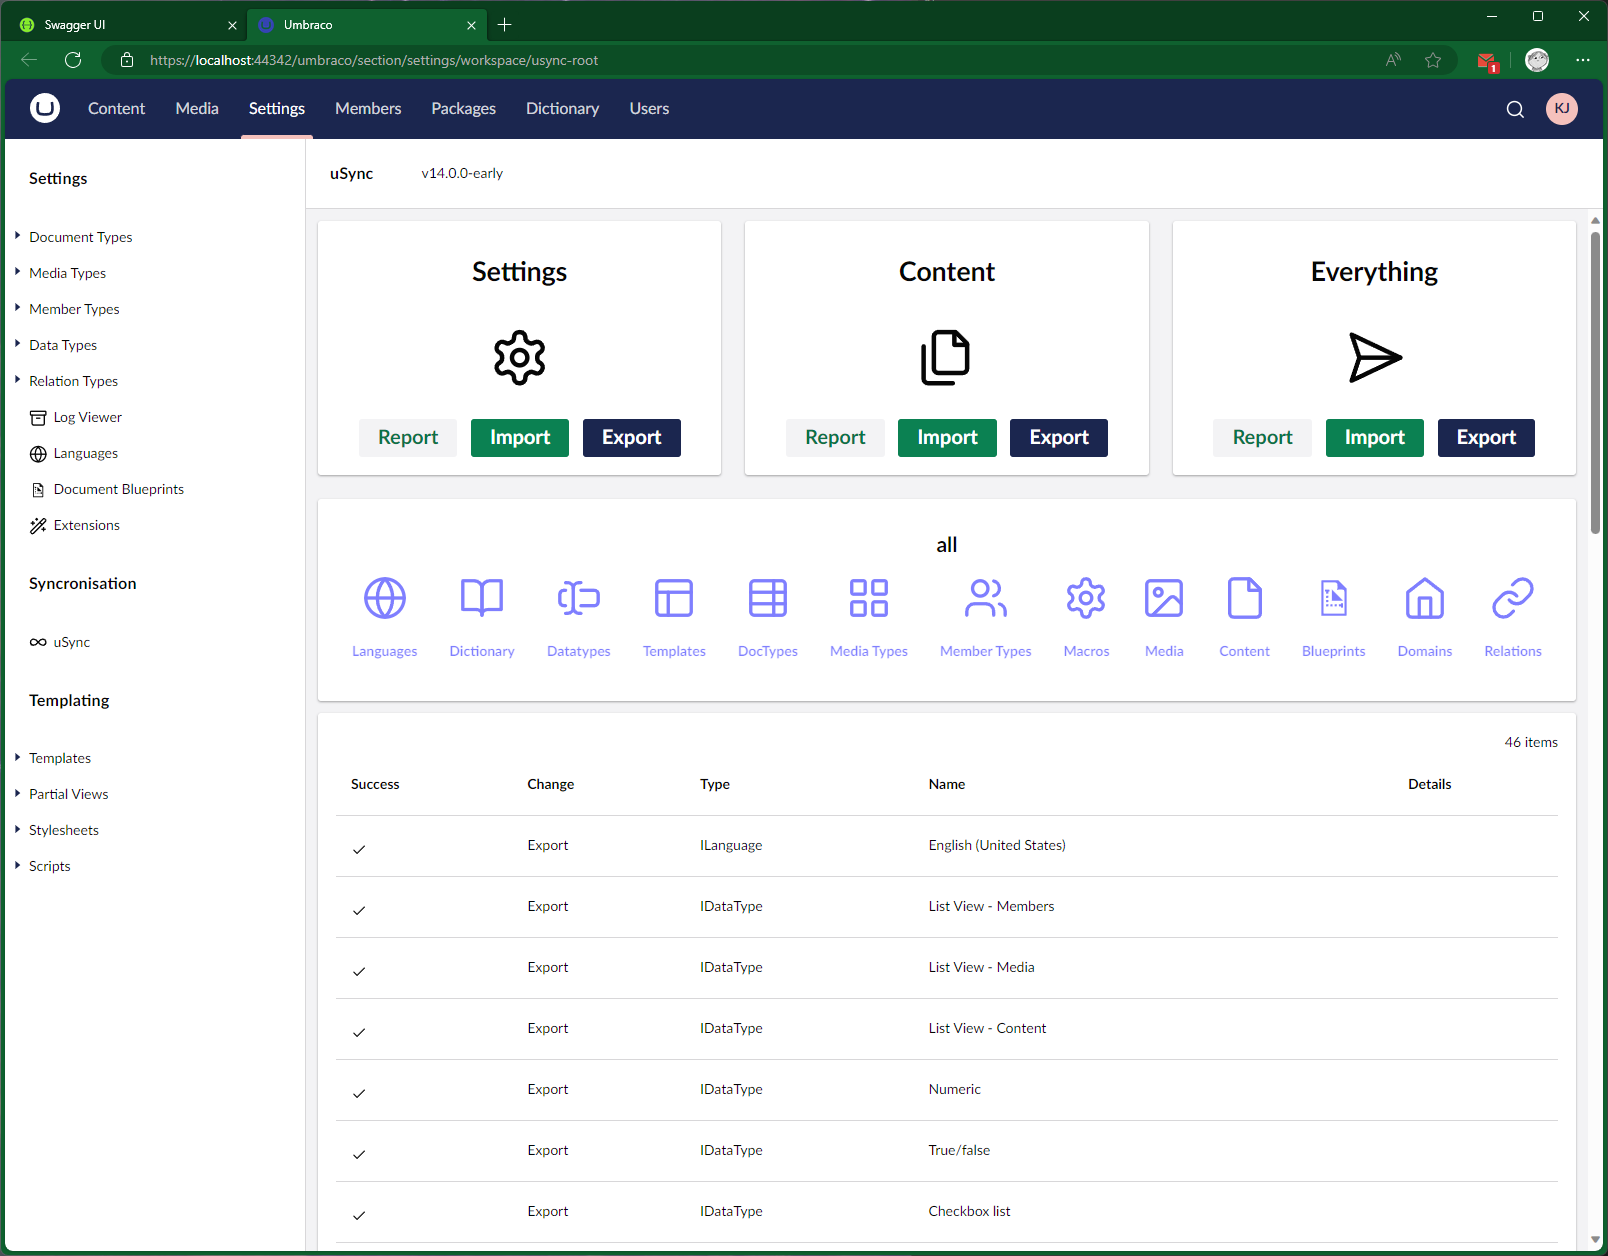 Swagger UI
Umbraco
https://localhost:44342/umbraco/section/settings/workspace/usync-root
A
1
Content Media Settings Members Packages Dictionary Users
KJ
Settings
Document Types
Media Types
Member Types
Data Types
Relation Types
Log Viewer
Languages
Document Blueprints
Extensions
Syncronisation
uSync
Templating
Templates
Partial Views
Stylesheets
Scripts
uSync v14.0.0-early
Settings
Report Import Export
Content
Report Import Export
Everything
Report Import Export
all
Languages Dictionary Datatypes Templates DocTypes Media Types Member Types Macros Media Content Blueprints Domains Relations
46 items
Success Change Type Name Details
Export ILanguage English (United States)
Export IDataType List View - Members
Export IDataType List View - Media
Export IDataType List View - Content
Export IDataType Numeric
Export IDataType True/false
Export IDataType Checkbox list